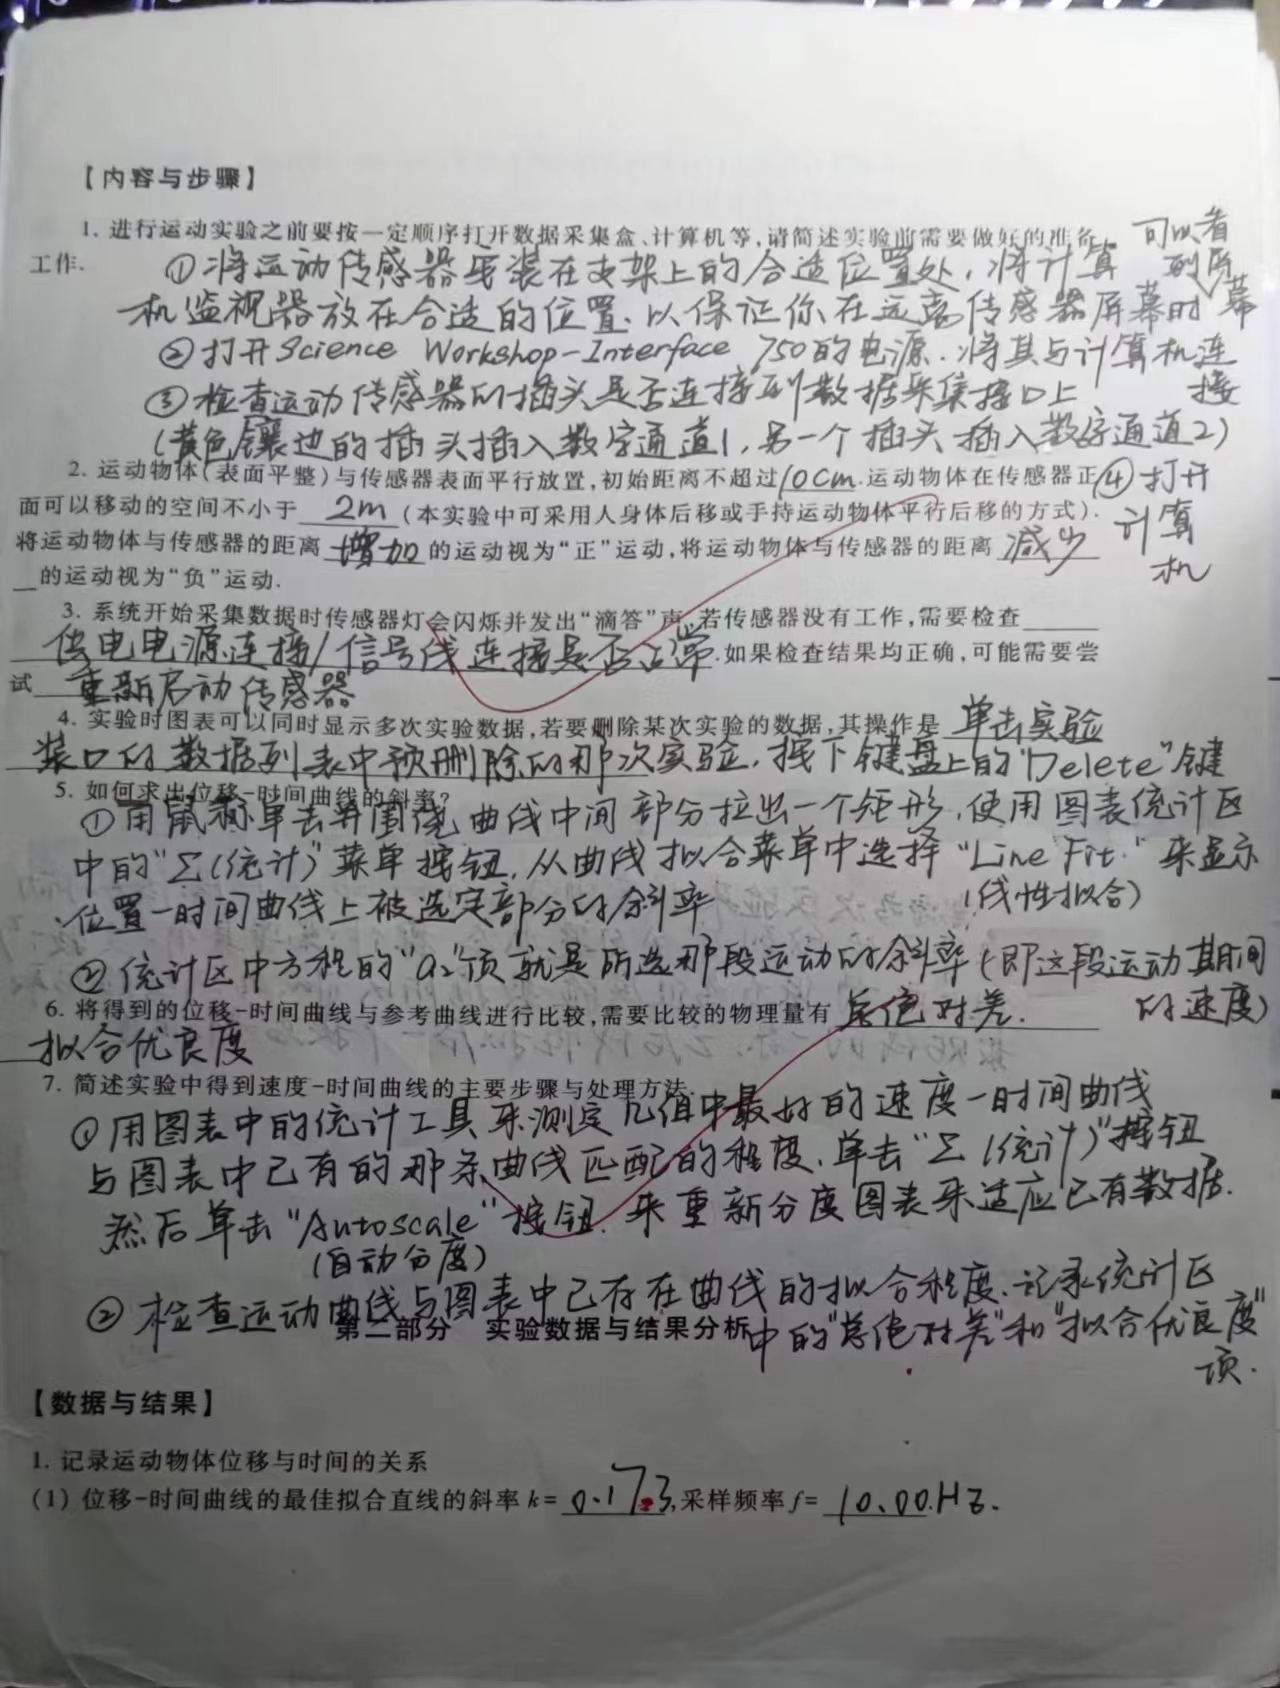 【内容与步骤】
1. 进行运动实验之前要按一定顺序打开数据采集盒、计算机等,请简述实验前需要做好的准备
工作.
①将运动传感器安装在支架上的合适位置处,将计算
机监视器放在合适的位置.以保证你在远离传感器屏幕时
可以看
到屏
幕
②打开Science Workshop-Interface 750的电源.将其与计算机连
接
③检查运动传感器的插头是否连接到数据采集接口上
(黄色镶边的插头插入数字通道1,另一个插头插入数字通道2)
④打开
计算
机
2. 运动物体(表面平整)与传感器表面平行放置,初始距离不超过10cm.运动物体在传感器正
面可以移动的空间不小于 2m (本实验中可采用人身体后移或手持运动物体平行后移的方式).
将运动物体与传感器的距离 增加 的运动视为“正”运动,将运动物体与传感器的距离 减少
的运动视为“负”运动.
3. 系统开始采集数据时传感器灯会闪烁并发出“滴答”声,若传感器没有工作,需要检查
供电电源连接/信号线连接是否正常.如果检查结果均正确,可能需要尝
试 重新启动传感器
4. 实验时图表可以同时显示多次实验数据,若要删除某次实验的数据,其操作是 单击实验
装口的数据列表中预删除的那次实验,按下键盘上的“Delete”键
5. 如何求出位移-时间曲线的斜率?
①用鼠标单击并围绕曲线中间部分拉出一个矩形,使用图表统计区
中的“Σ(统计)”菜单按钮,从曲线拟合菜单中选择“Line Fit.”来显示
(线性拟合)
位置一时间曲线上被选定部分的斜率
②统计区中方程的“a2”项就是所选那段运动的斜率(即这段运动期间
的速度)
6. 将得到的位移-时间曲线与参考曲线进行比较,需要比较的物理量有 总绝对差.
拟合优良度
7. 简述实验中得到速度-时间曲线的主要步骤与处理方法.
①用图表中的统计工具来测定几值中最好的速度一时间曲线
与图表中已有的那条曲线匹配的程度,单击“Σ(统计)”按钮
然后单击“Autoscale”按钮.来重新分度图表来适应已有数据.
(自动分度)
②检查运动曲线与图表中已存在曲线的拟合程度.记录统计区
中的“总绝对差”和“拟合优良度”
项.
第二部分 实验数据与结果分析
【数据与结果】
1. 记录运动物体位移与时间的关系
(1) 位移-时间曲线的最佳拟合直线的斜率 k= 0.173,采样频率 f= 10.00.Hz.